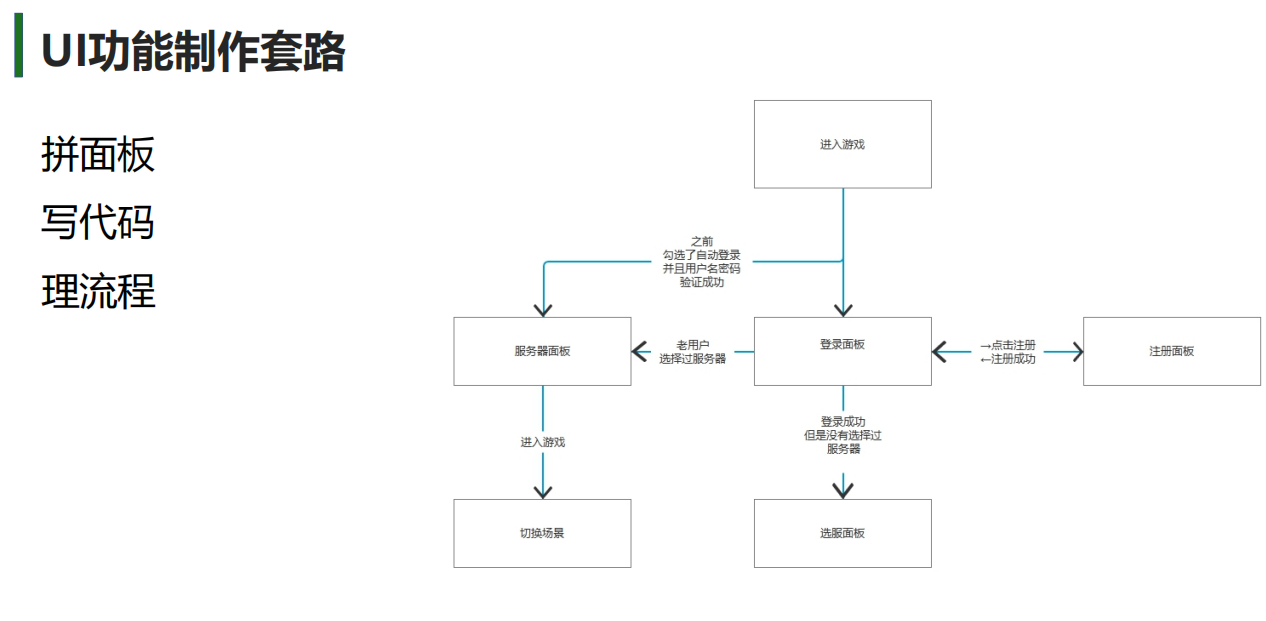 UI功能制作套路
拼面板
写代码
理流程
进入游戏
之前
勾选了自动登录
并且用户名密码
验证成功
服务器面板
老用户
选择过服务器
登录面板
→点击注册
←注册成功
注册面板
进入游戏
登录成功
但是没有选择过
服务器
切换场景
选服面板